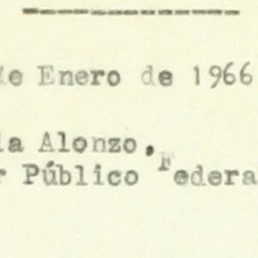 de Enero de 1966
la Alonzo,
r Público Federa